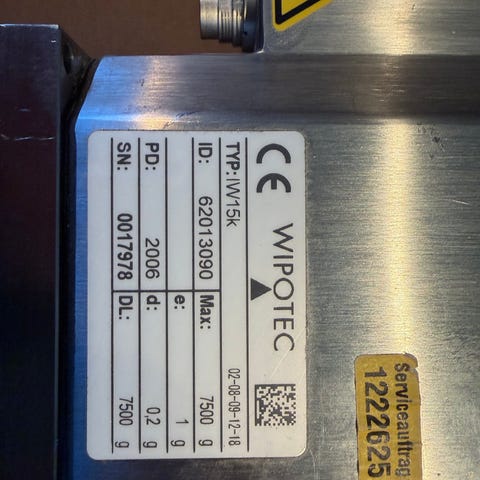 CE WIPOTEC
TYP: IW15k 02-08-09-12-18
ID: 62013090 Max: 7500 g
e: 1 g
PD: 2006 d: 0,2 g
SN: 0017978 DL: 7500 g
Serviceauftrag
1222625